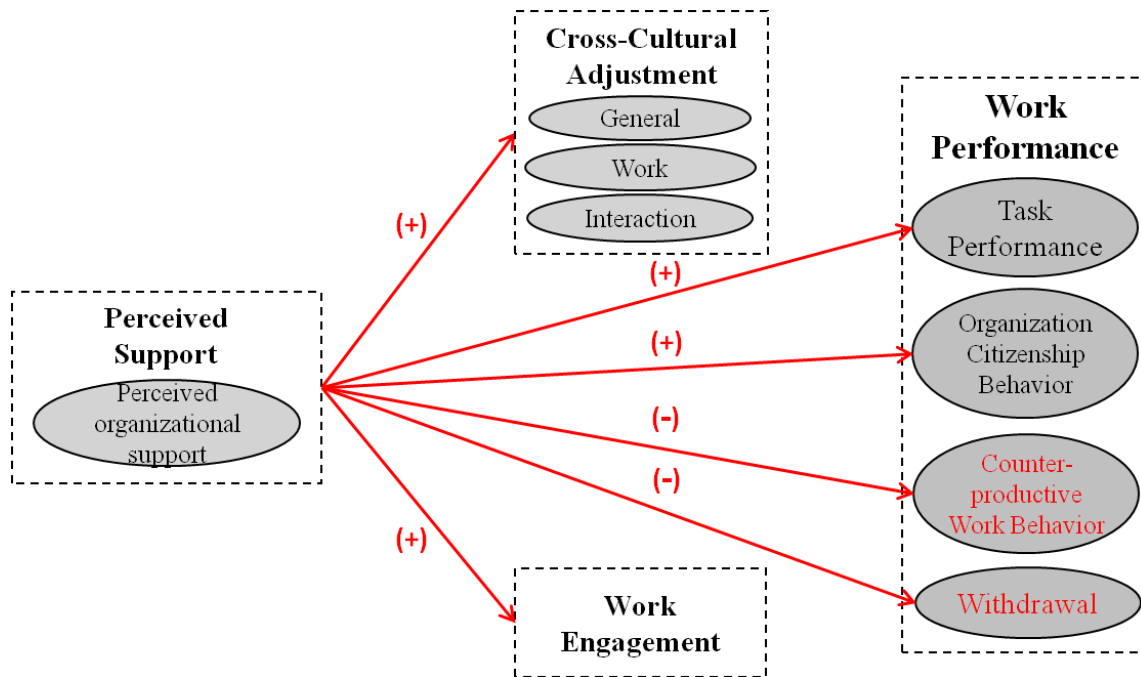 Cross-Cultural
Adjustment
General
Work
Interaction
Work
Performance
Task
Performance
Organization
Citizenship
Behavior
Counter-
productive
Work Behavior
Withdrawal
Perceived
Support
Perceived
organizational
support
(+)
(+)
(+)
(-)
(-)
(+)
Work
Engagement